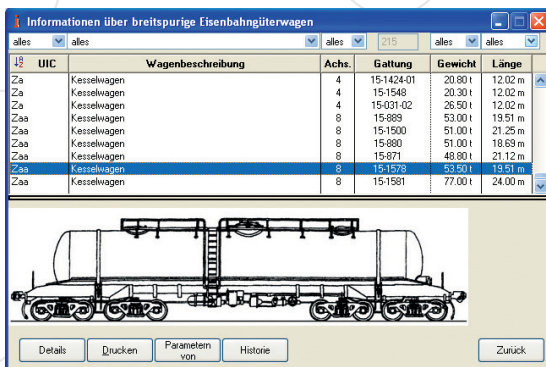 Informationen über breitspurige Eisenbahngüterwagen
alles alles alles 215 alles alles
UIC Wagenbeschreibung Achs. Gattung Gewicht Länge
Za Kesselwagen 4 15-1424-01 20.80 t 12.02 m
Za Kesselwagen 4 15-1548 20.30 t 12.02 m
Za Kesselwagen 4 15-031-02 26.50 t 12.02 m
Zaa Kesselwagen 8 15-889 53.00 t 19.51 m
Zaa Kesselwagen 8 15-1500 51.00 t 21.25 m
Zaa Kesselwagen 8 15-880 51.00 t 18.69 m
Zaa Kesselwagen 8 15-871 48.80 t 21.12 m
Zaa Kesselwagen 8 15-1578 53.50 t 19.51 m
Zaa Kesselwagen 8 15-1581 77.00 t 24.00 m
Details Drucken Parametern von Historie Zurück